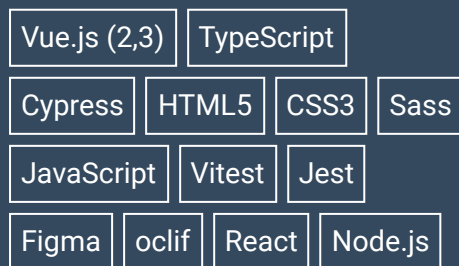 Vue.js (2,3) TypeScript
Cypress HTML5 CSS3 Sass
JavaScript Vitest Jest
Figma oclif React Node.js